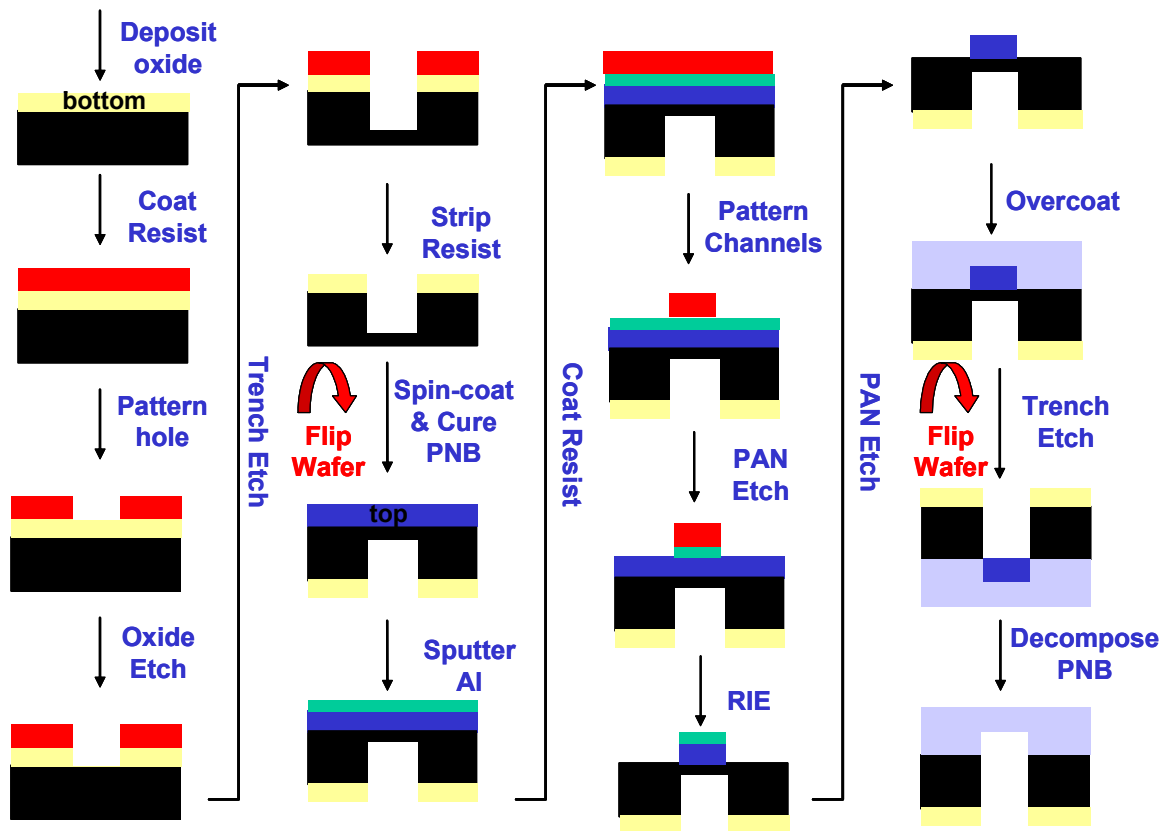 Deposit
oxide
bottom
Coat
Resist
Pattern
hole
Oxide
Etch
Trench Etch
Strip
Resist
Flip
Wafer
Spin-coat
& Cure
PNB
top
Sputter
Al
Coat Resist
Pattern
Channels
PAN
Etch
RIE
PAN Etch
Overcoat
Flip
Wafer
Trench
Etch
Decompose
PNB